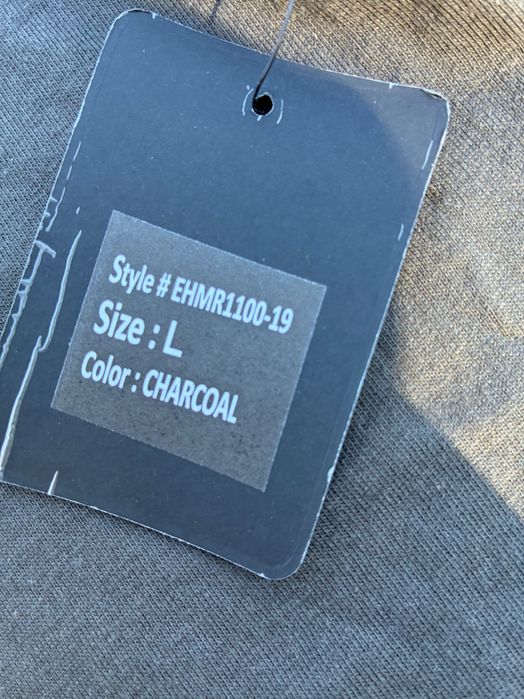 Style # EHMR1100-19
Size : L
Color : CHARCOAL